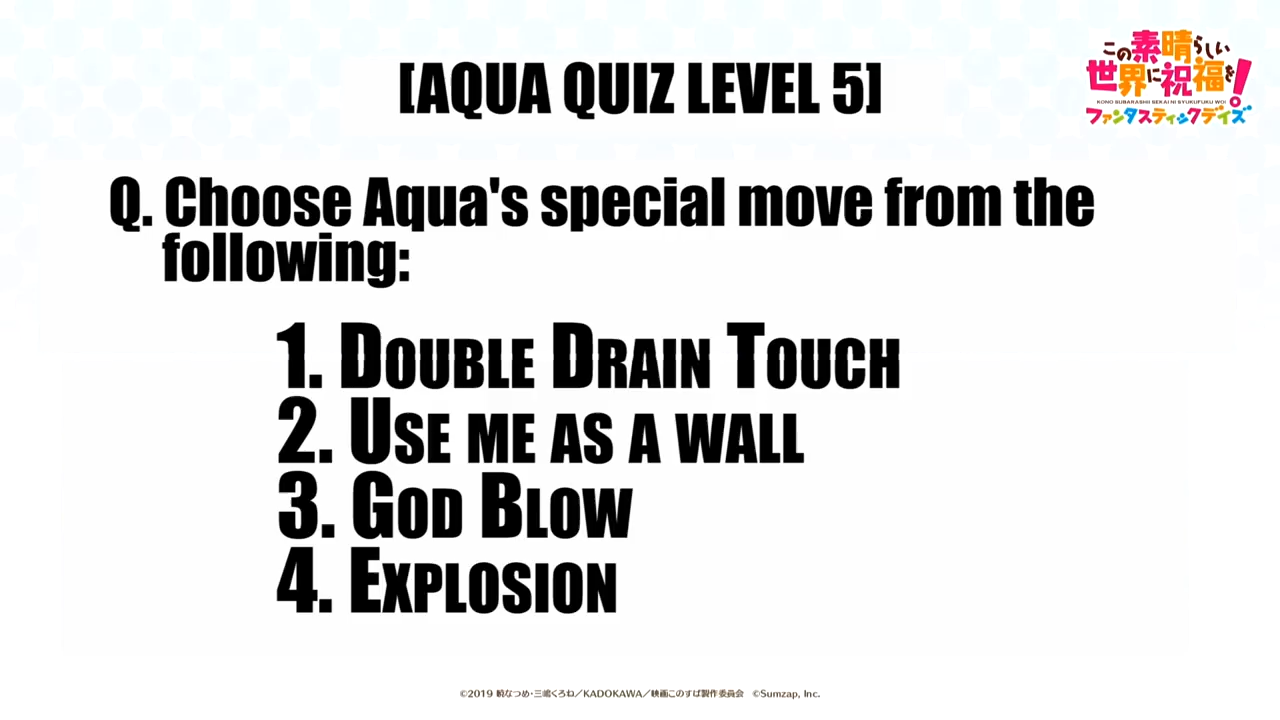 [AQUA QUIZ LEVEL 5]
この素晴らしい
世界に祝福を!
KONO SUBARASHII SEKAI NI SYUKUFUKU WO!
ファンタスティックデイズ
Q. Choose Aqua's special move from the
following:
1. DOUBLE DRAIN TOUCH
2. USE ME AS A WALL
3. GOD BLOW
4. EXPLOSION
©2019 暁なつめ・三嶋くろね/KADOKAWA/映画このすば製作委員会 ©Sumzap, Inc.